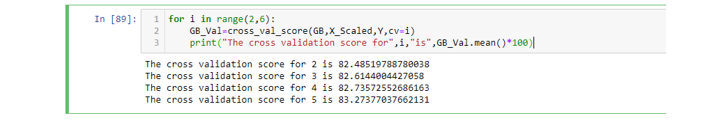 In [89]:
1 for i in range(2,6):
2     GB_Val=cross_val_score(GB,X_Scaled,Y,cv=i)
3     print("The cross validation score for",i,"is",GB_Val.mean()*100)
The cross validation score for 2 is 82.48519788780038
The cross validation score for 3 is 82.6144004427058
The cross validation score for 4 is 82.73572552686163
The cross validation score for 5 is 83.27377037662131